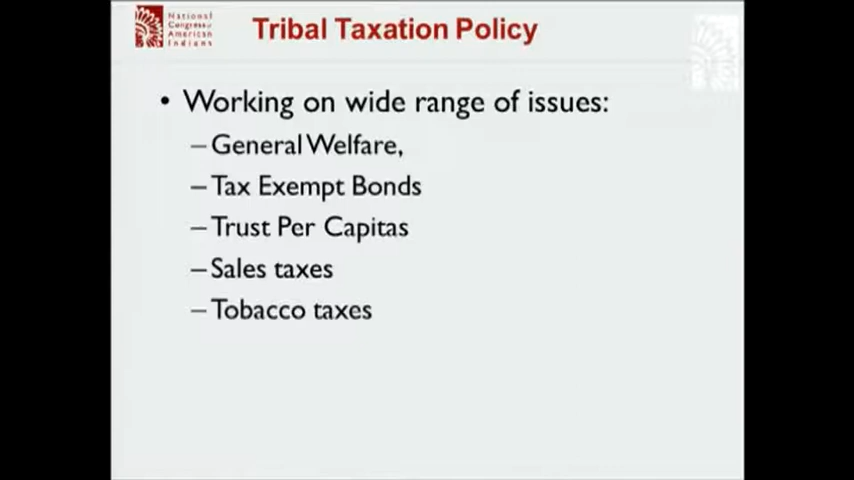 National
Congress of
American
Indians
Tribal Taxation Policy
• Working on wide range of issues:
– General Welfare,
– Tax Exempt Bonds
– Trust Per Capitas
– Sales taxes
– Tobacco taxes